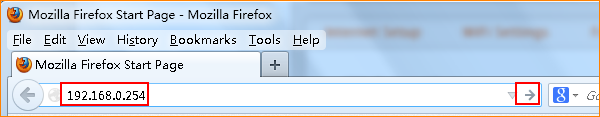 Mozilla Firefox Start Page - Mozilla Firefox
File Edit View History Bookmarks Tools Help
Mozilla Firefox Start Page +
192.168.0.254 8